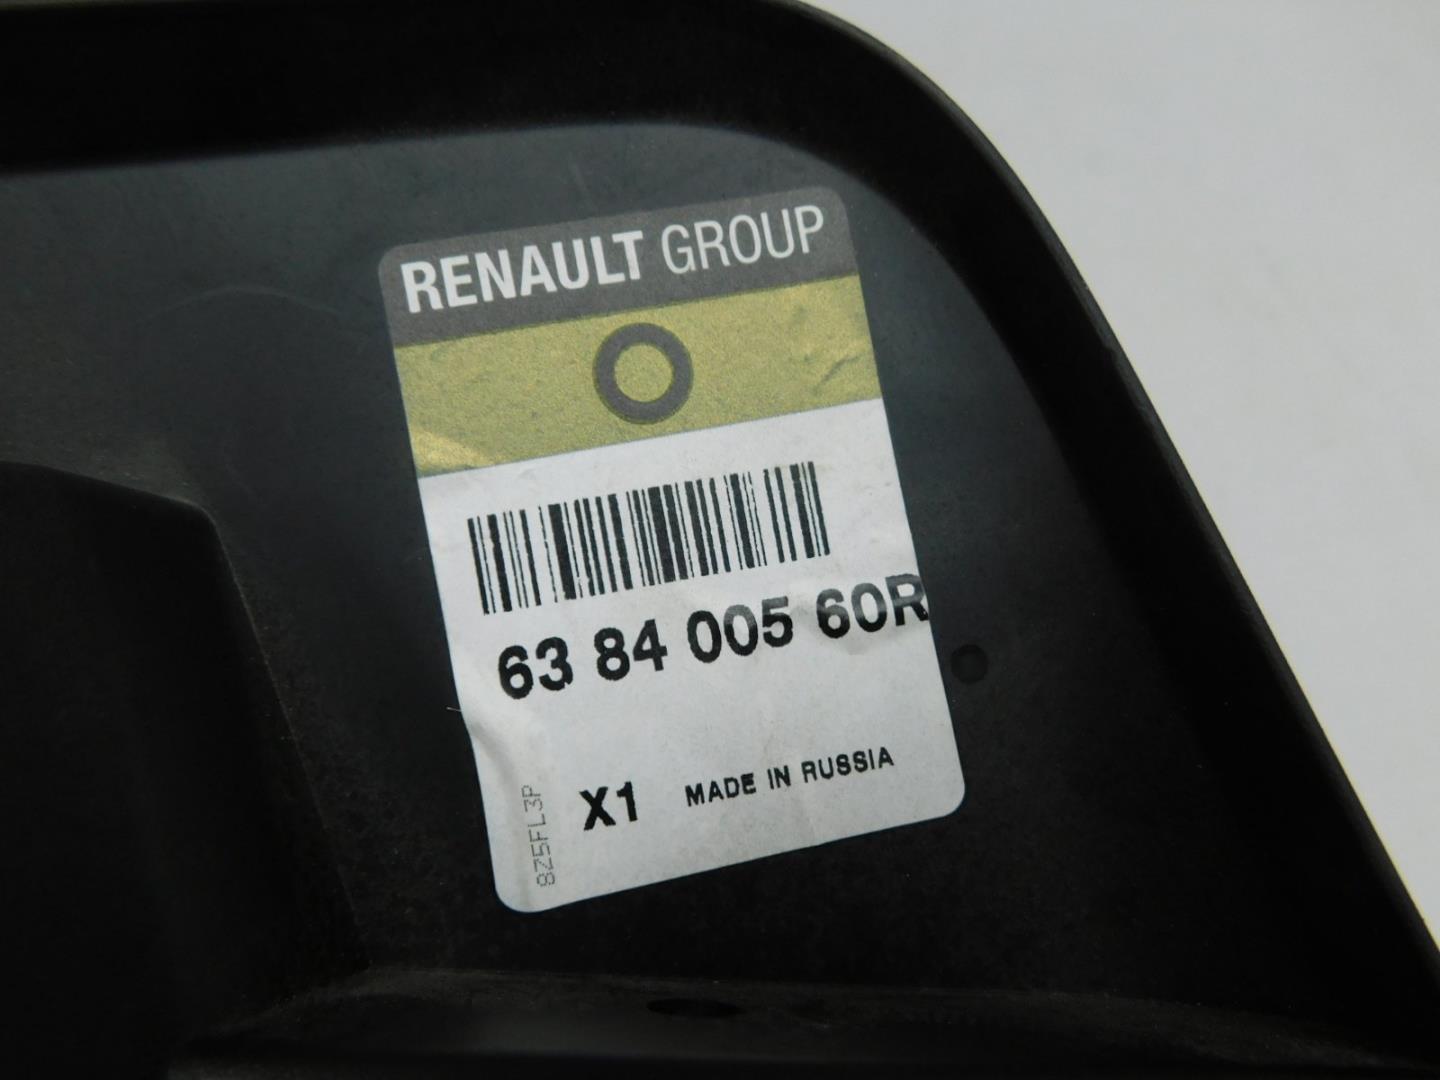 RENAULT GROUP
63 84 005 60R
X1 MADE IN RUSSIA
8Z5FL3P